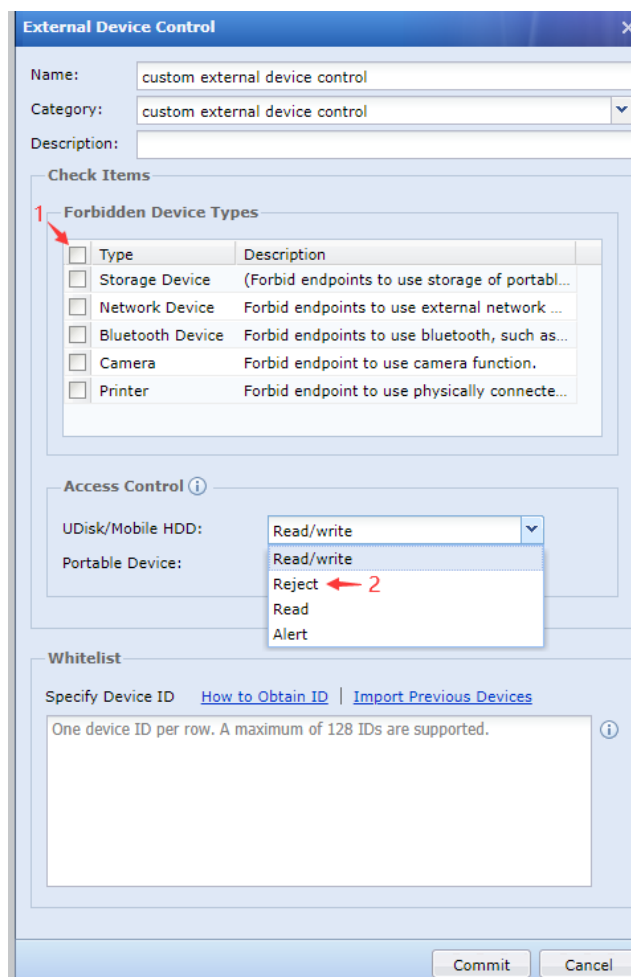 External Device Control
Name: custom external device control
Category: custom external device control
Description:
Check Items
Forbidden Device Types
1
Type Description
Storage Device (Forbid endpoints to use storage of portabl...
Network Device Forbid endpoints to use external network ...
Bluetooth Device Forbid endpoints to use bluetooth, such as...
Camera Forbid endpoint to use camera function.
Printer Forbid endpoint to use physically connecte...
Access Control
UDisk/Mobile HDD: Read/write
Portable Device: Read/write
Reject 2
Read
Alert
Whitelist
Specify Device ID How to Obtain ID | Import Previous Devices
One device ID per row. A maximum of 128 IDs are supported.
Commit Cancel